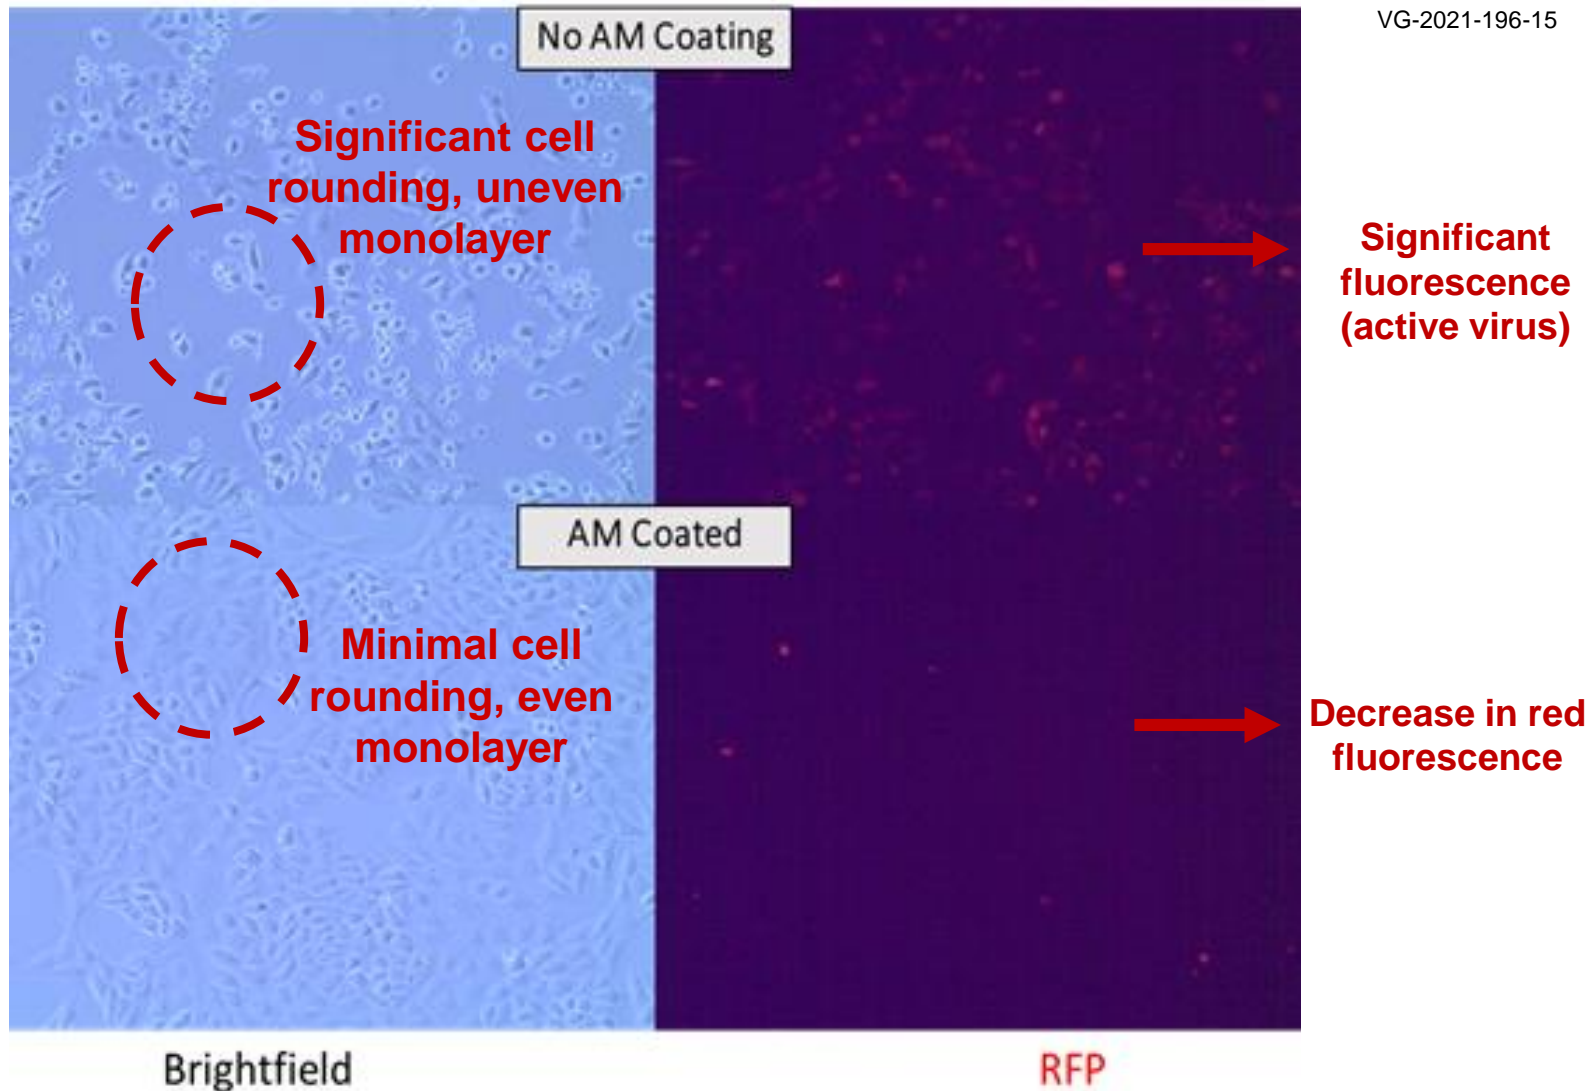 VG-2021-196-15
No AM Coating
Significant cell
rounding, uneven
monolayer
Significant
fluorescence
(active virus)
AM Coated
Minimal cell
rounding, even
monolayer
Decrease in red
fluorescence
Brightfield
RFP